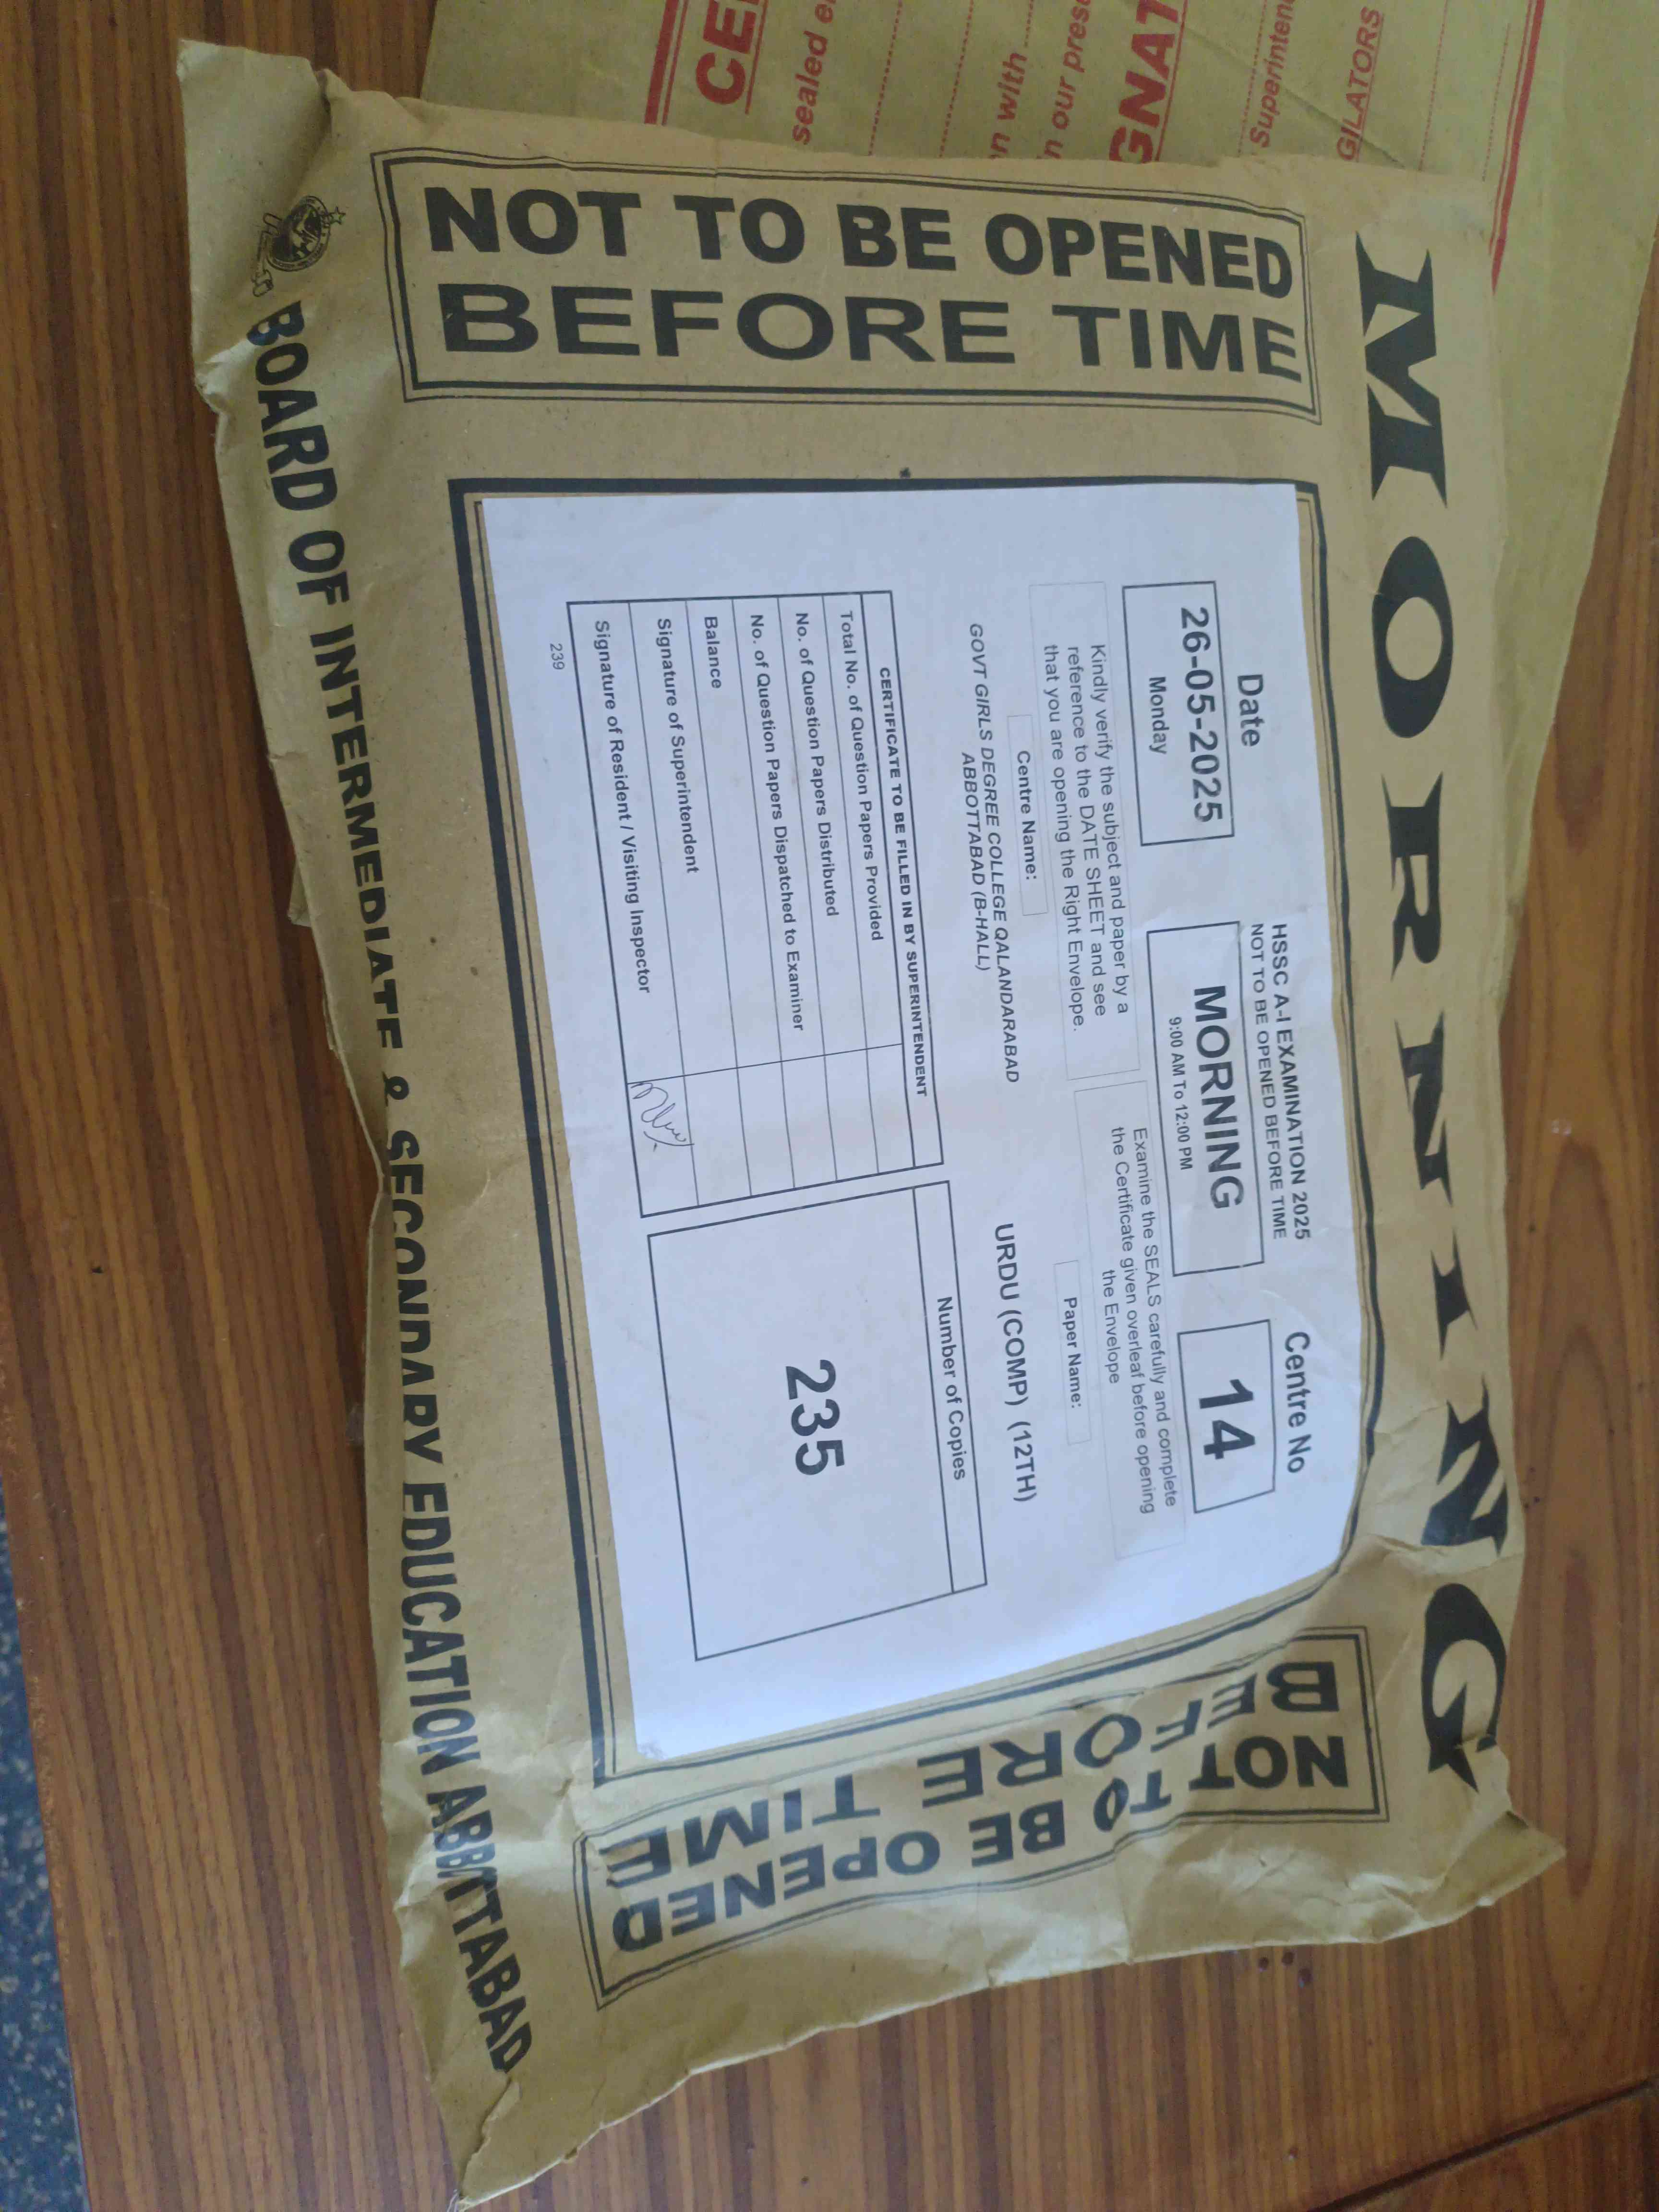 MORNING
NOT TO BE OPENED
BEFORE TIME
Date
26-05-2025
Monday
HSSC A-I EXAMINATION 2025
NOT TO BE OPENED BEFORE TIME
MORNING
9:00 AM To 12:00 PM
Centre No
14
Kindly verify the subject and paper by a
reference to the DATE SHEET and see
that you are opening the Right Envelope.
Examine the SEALS carefully and complete
the Certificate given overleaf before opening
the Envelope
Centre Name:
GOVT GIRLS DEGREE COLLEGE QALANDARABAD
ABBOTTABAD (B-HALL)
Paper Name:
URDU (COMP) (12TH)
CERTIFICATE TO BE FILLED IN BY SUPERINTENDENT
Total No. of Question Papers Provided
No. of Question Papers Distributed
No. of Question Papers Dispatched to Examiner
Balance
Signature of Superintendent
Signature of Resident / Visiting Inspector
Number of Copies
235
239
NOT TO BE OPENED
BEFORE TIME
BOARD OF INTERMEDIATE & SECONDARY EDUCATION ABBTTABAD
sealed
with
in our
GILATORS